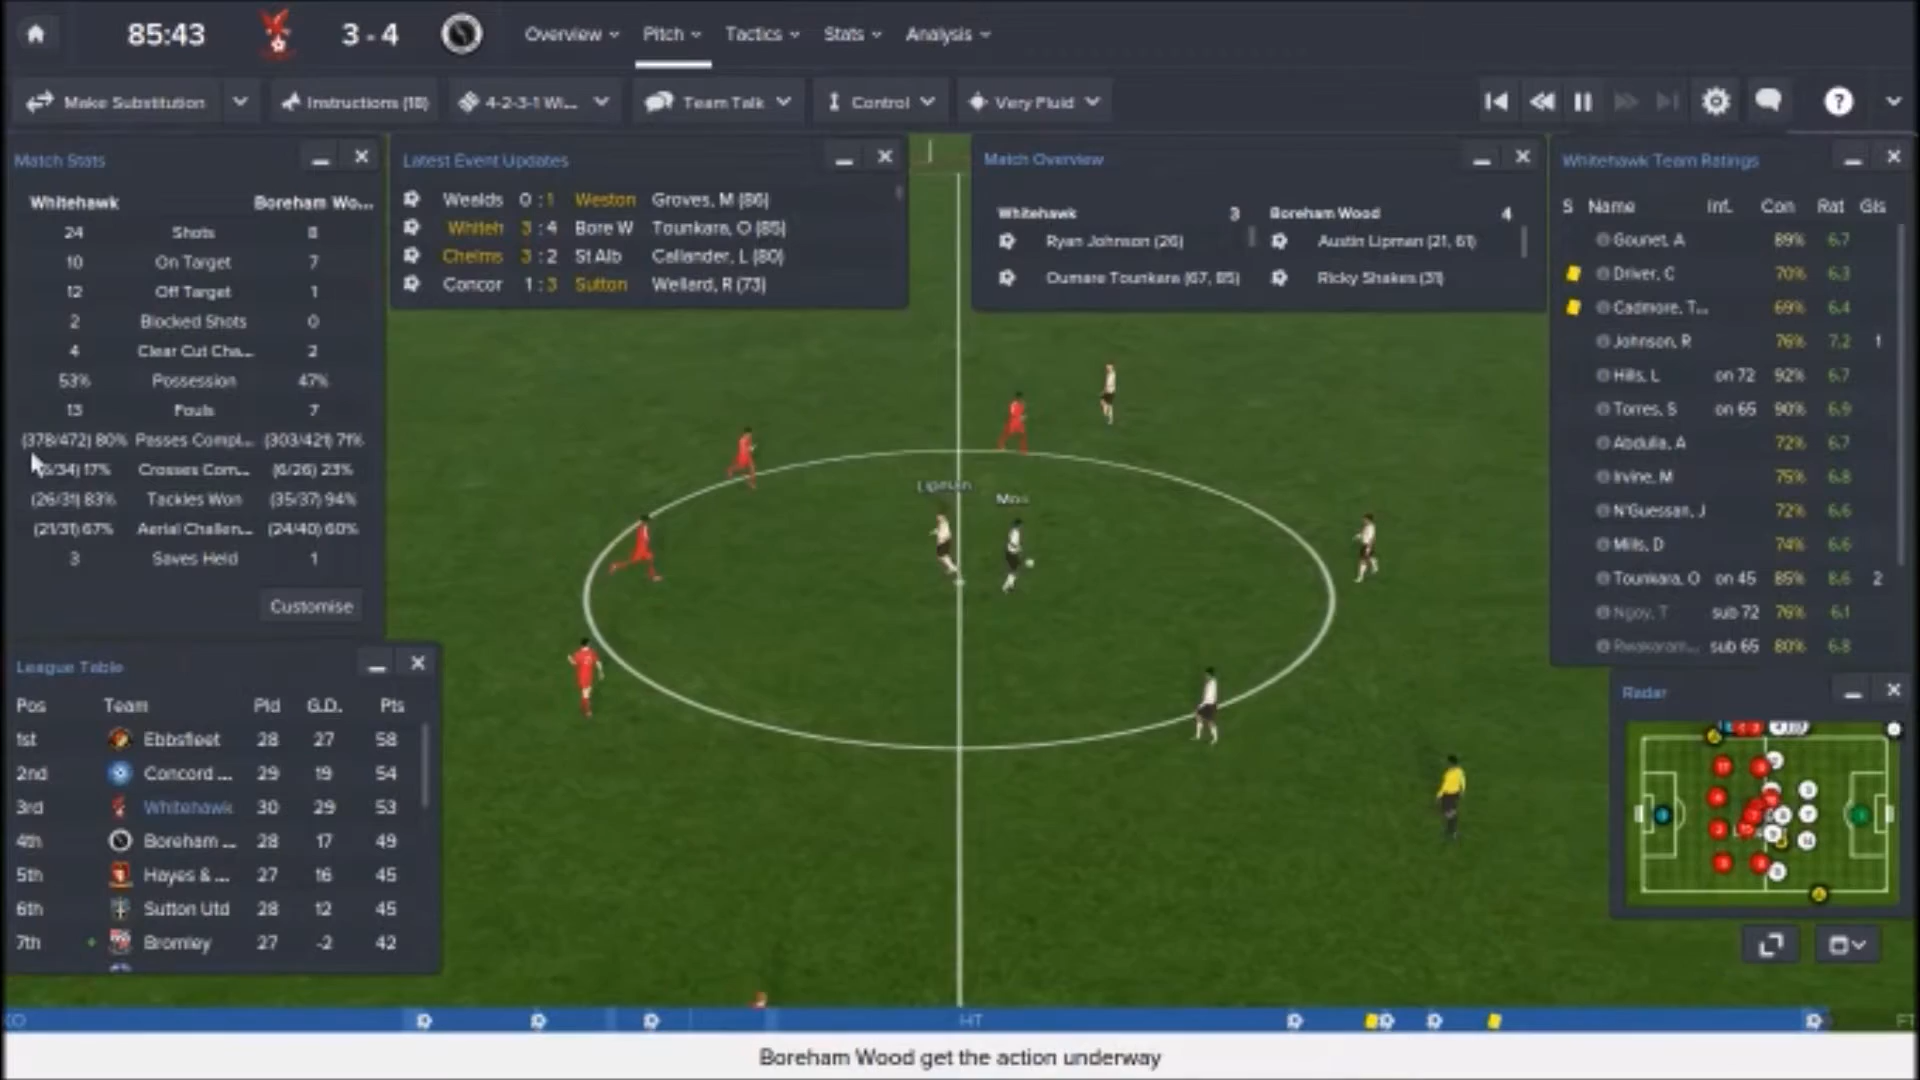 85:43 3 - 4 Overview Pitch Tactics Stats Analysis
Make Substitution Instructions (18) 4-2-3-1 Wi... Team Talk Control Very Fluid ?
Match Stats
Whitehawk Boreham Wo...
24 Shots 8
10 On Target 7
12 Off Target 1
2 Blocked Shots 0
4 Clear Cut Cha... 2
53% Possession 47%
13 Fouls 7
(378/472) 80% Passes Compl... (303/421) 71%
/34) 17% Crosses Com... (6/26) 23%
(26/31) 83% Tackles Won (35/37) 94%
(21/31) 67% Aerial Challen... (24/40) 60%
3 Saves Held 1
Customise
Latest Event Updates
Wealds 0 : 1 Weston Groves, M (86)
Whiteh 3 : 4 Bore W Tounkara, O (85)
Chelms 3 : 2 St Alb Callander, L (80)
Concor 1 : 3 Sutton Wellard, R (73)
Match Overview
Whitehawk 3 Boreham Wood 4
Ryan Johnson (26) Austin Lipman (21, 61)
Oumare Tounkara (67, 85) Ricky Shakes (31)
Whitehawk Team Ratings
S Name Inf. Con Rat Gls
Gounet, A 89% 6.7
Driver, C 70% 6.3
Cadmore, T... 69% 6.4
Johnson, R 76% 7.2 1
Hills, L on 72 92% 6.7
Torres, S on 65 90% 6.9
Abdulla, A 72% 6.7
Irvine, M 75% 6.8
N'Guessan, J 72% 6.6
Mills, D 74% 6.6
Tounkara, O on 45 85% 8.6 2
Ngoy, T sub 72 76% 6.1
sub 65 80% 6.8
Lipman
League Table
Pos Team Pld G.D. Pts
1st Ebbsfleet 28 27 58
2nd Concord ... 29 19 54
3rd Whitehawk 30 29 53
4th Boreham ... 28 17 49
5th Hayes & ... 27 16 45
6th Sutton Utd 28 12 45
7th Bromley 27 -2 42
Radar
HT
Boreham Wood get the action underway